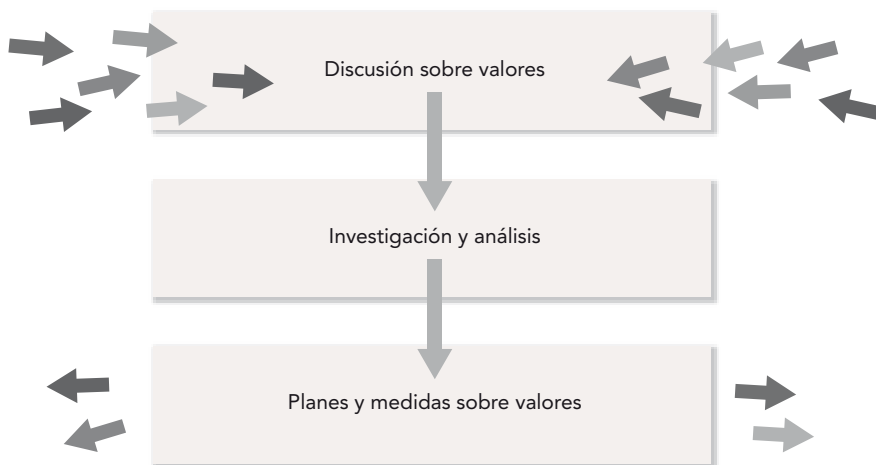 Discusión sobre valores
Investigación y análisis
Planes y medidas sobre valores